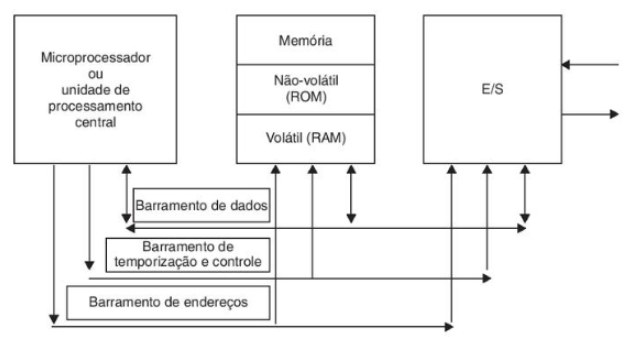 Microprocessador
ou
unidade de
processamento
central
Memória
Não-volátil
(ROM)
Volátil (RAM)
E/S
Barramento de dados
Barramento de
temporização e controle
Barramento de endereços